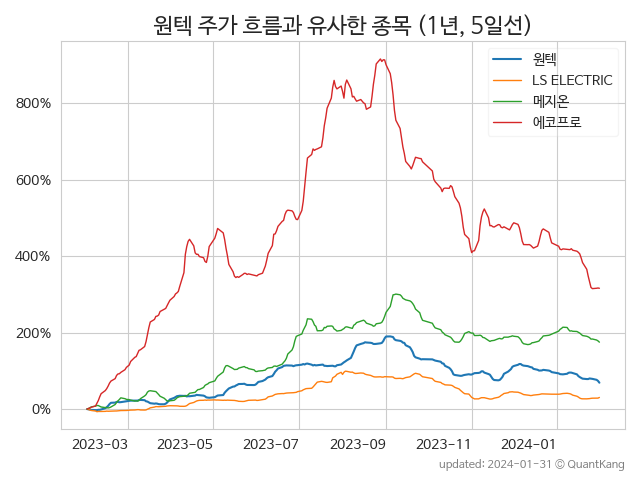 원텍 주가 흐름과 유사한 종목 (1년, 5일선)
원텍
LS ELECTRIC
메지온
에코프로
800%
600%
400%
200%
0%
2023-03 2023-05 2023-07 2023-09 2023-11 2024-01
updated: 2024-01-31 © QuantKang